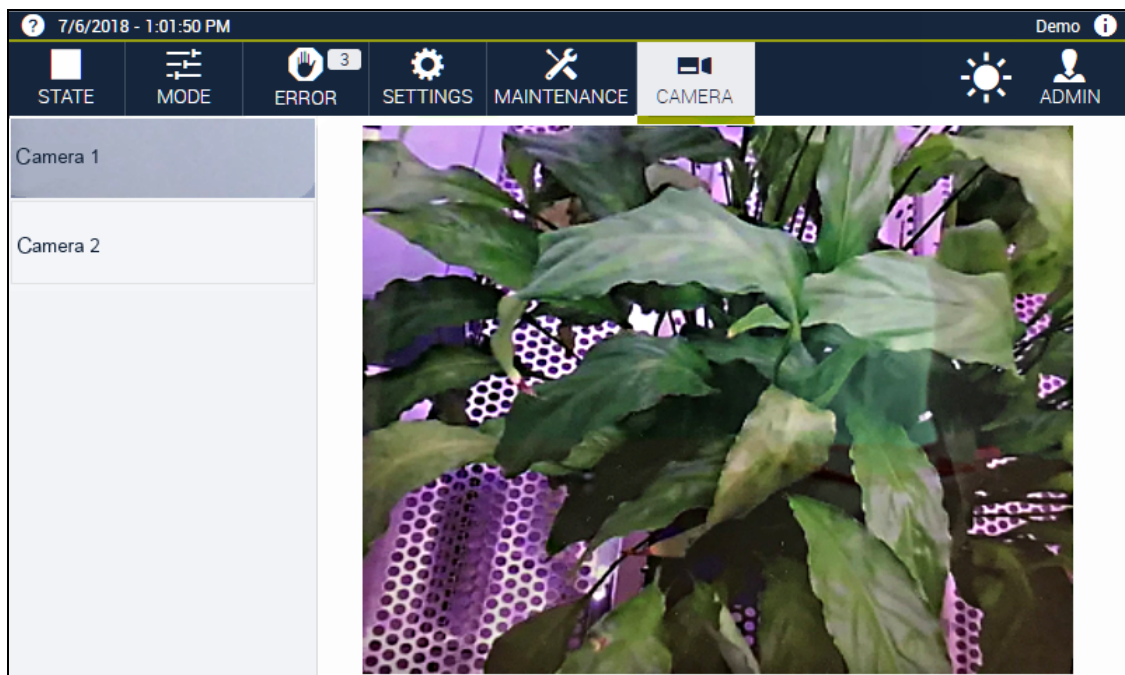 ? 7/6/2018 - 1:01:50 PM Demo i
STATE MODE ERROR 3 SETTINGS MAINTENANCE CAMERA ADMIN
Camera 1
Camera 2